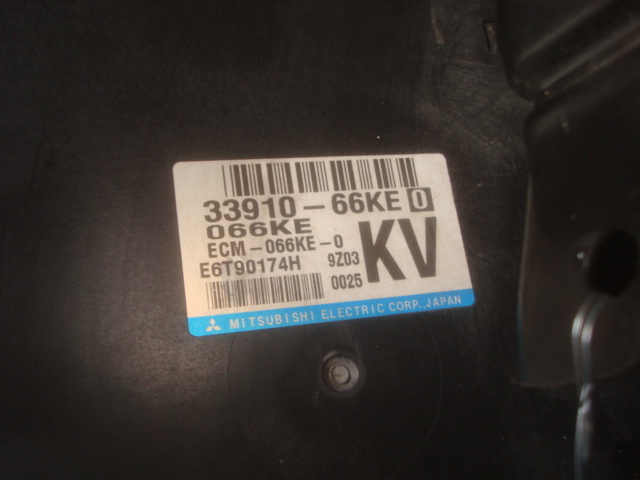 33910-66KE 0
066KE
ECM-066KE-0
E6T90174H 9Z03
KV
0025
MITSUBISHI ELECTRIC CORP., JAPAN